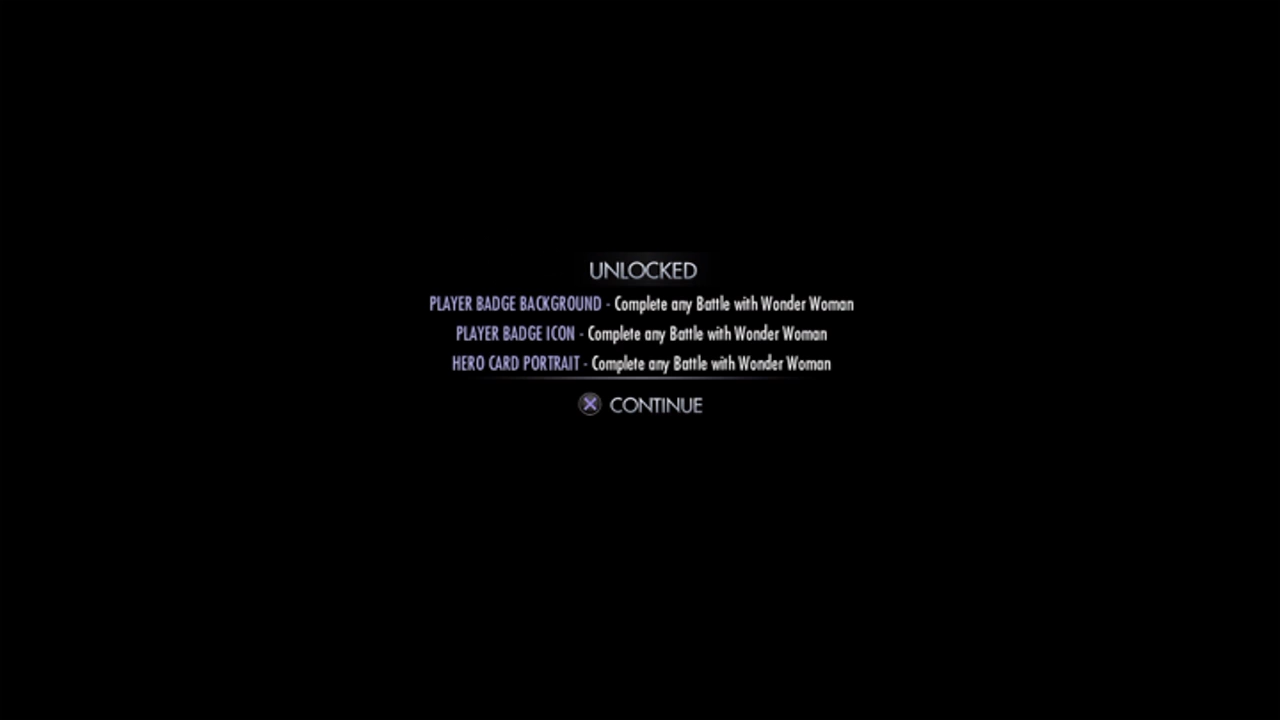 UNLOCKED
PLAYER BADGE BACKGROUND - Complete any Battle with Wonder Woman
PLAYER BADGE ICON - Complete any Battle with Wonder Woman
HERO CARD PORTRAIT - Complete any Battle with Wonder Woman
CONTINUE